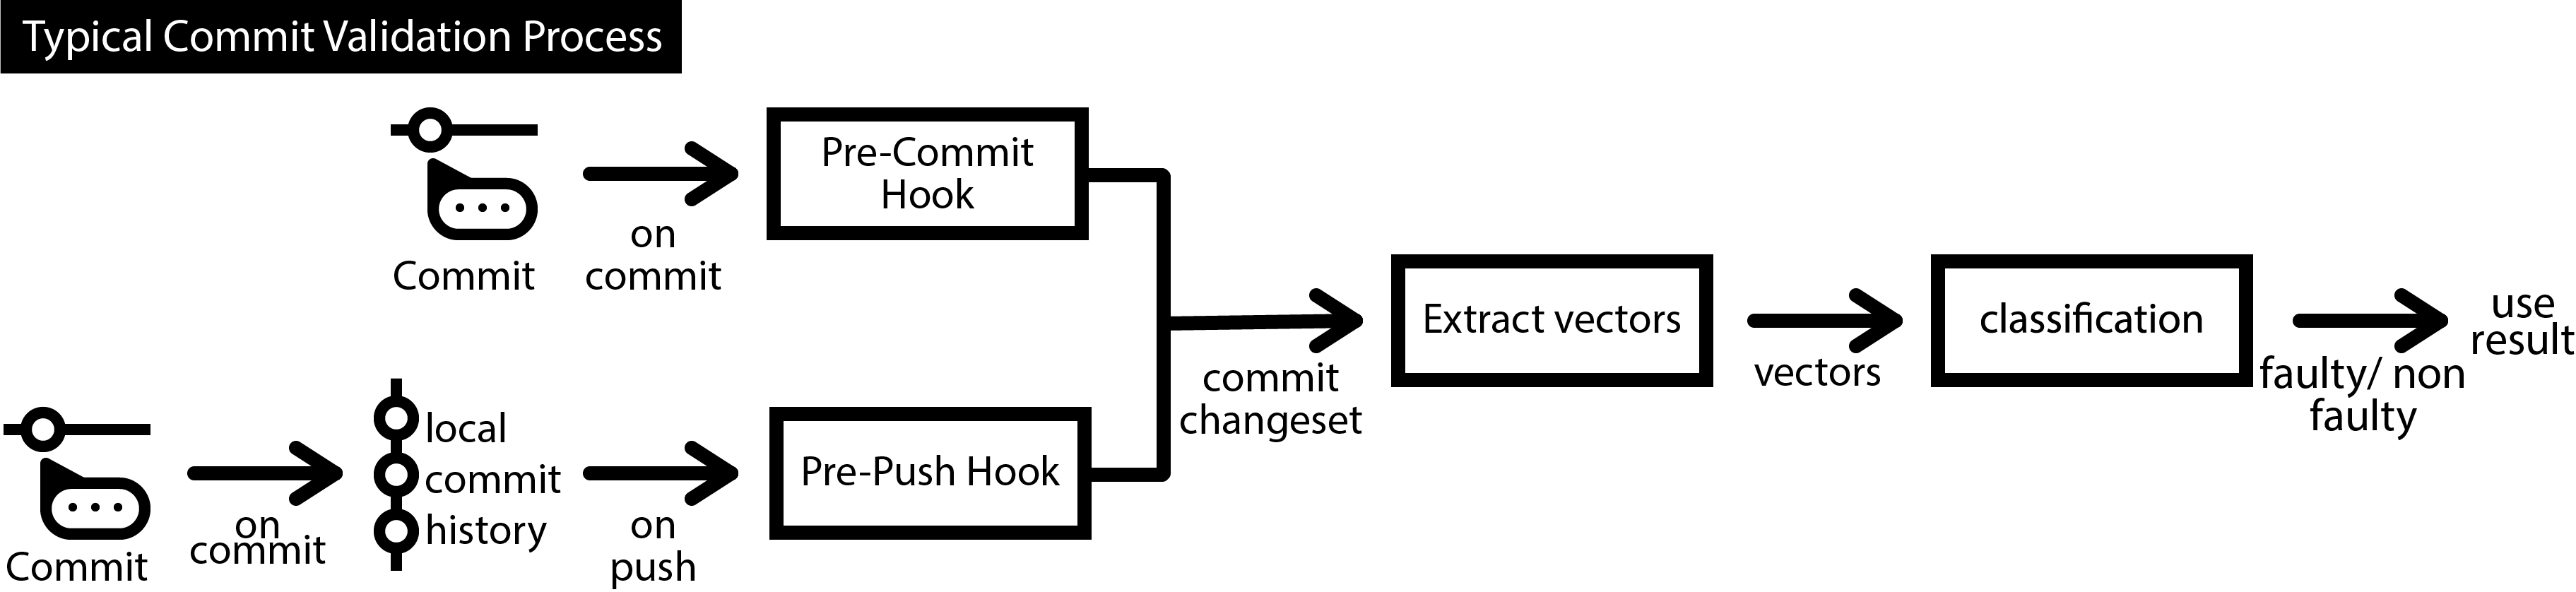 Typical Commit Validation Process
Commit
on
commit
Pre-Commit
Hook
Commit
on
commit
local
commit
history
on
push
Pre-Push Hook
commit
changeset
Extract vectors
vectors
classification
faulty/ non
faulty
use
result